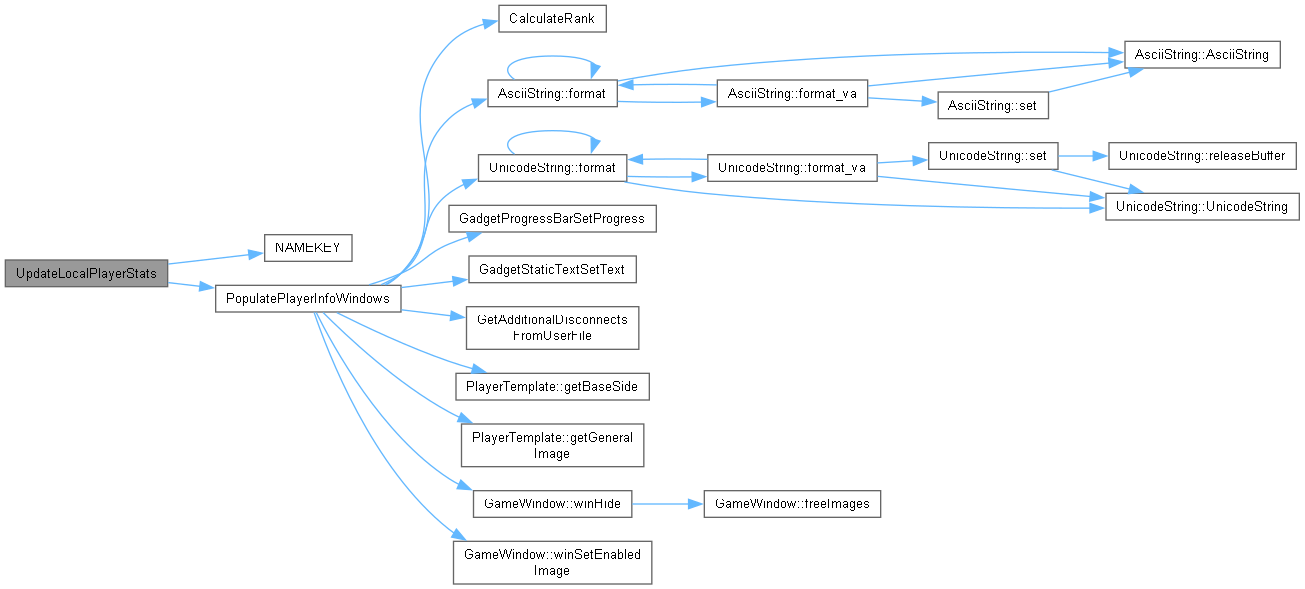 CalculateRank
AsciiString::AsciiString
AsciiString::format
AsciiString::format_va
AsciiString::set
UnicodeString::format
UnicodeString::format_va
UnicodeString::set
UnicodeString::releaseBuffer
UnicodeString::UnicodeString
GadgetProgressBarSetProgress
NAMEKEY
UpdateLocalPlayerStats
GadgetStaticTextSetText
PopulatePlayerInfoWindows
GetAdditionalDisconnects
FromUserFile
PlayerTemplate::getBaseSide
PlayerTemplate::getGeneral
Image
GameWindow::winHide
GameWindow::freeImages
GameWindow::winSetEnabled
Image